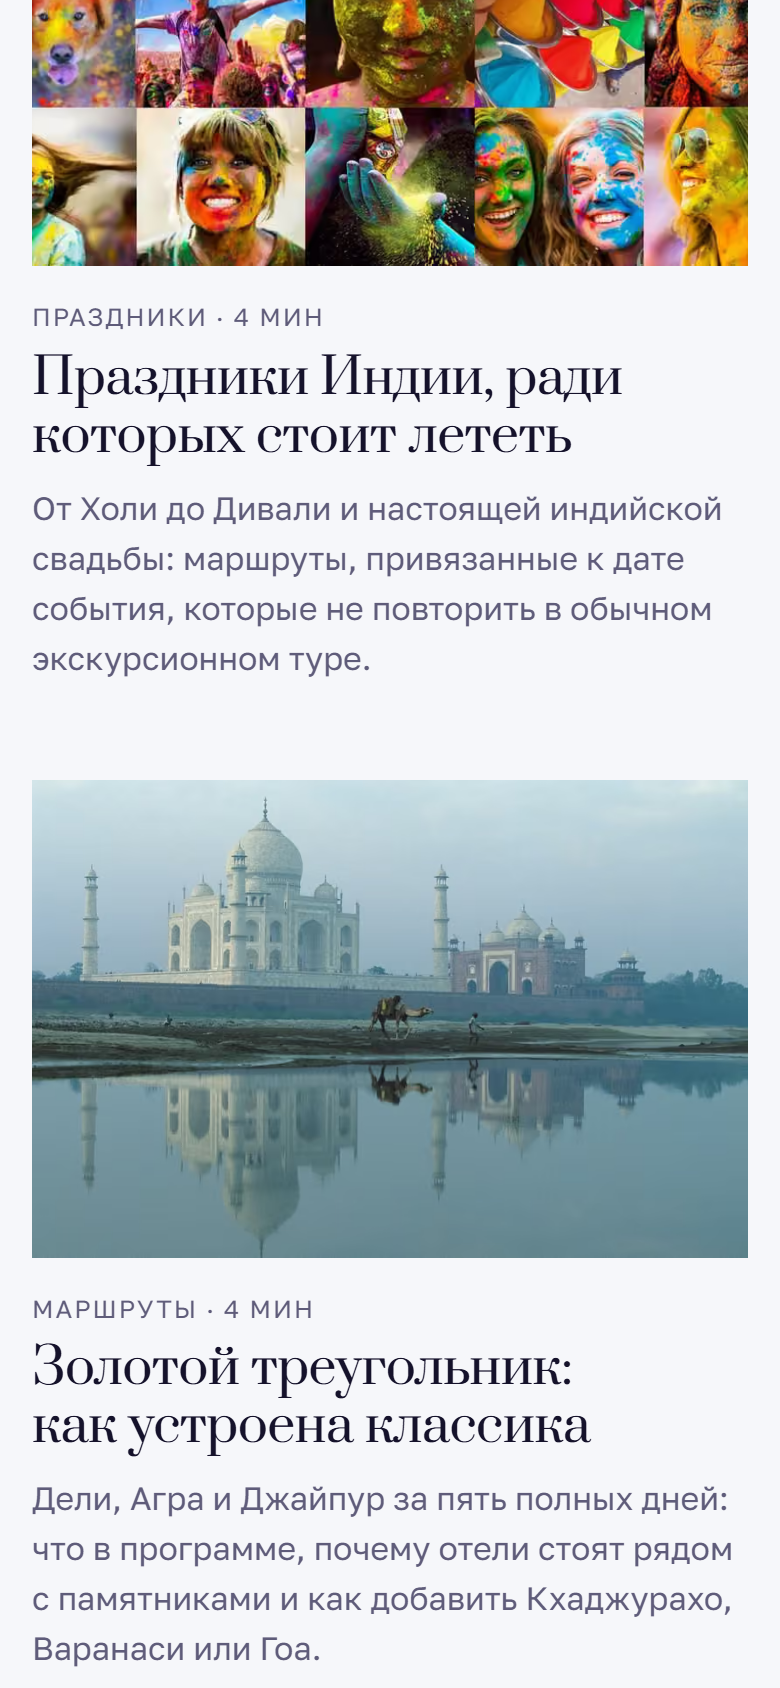 ПРАЗДНИКИ · 4 МИН
Праздники Индии, ради
которых стоит лететь
От Холи до Дивали и настоящей индийской
свадьбы: маршруты, привязанные к дате
события, которые не повторить в обычном
экскурсионном туре.
МАРШРУТЫ · 4 МИН
Золотой треугольник:
как устроена классика
Дели, Агра и Джайпур за пять полных дней:
что в программе, почему отели стоят рядом
с памятниками и как добавить Кхаджурахо,
Варанаси или Гоа.